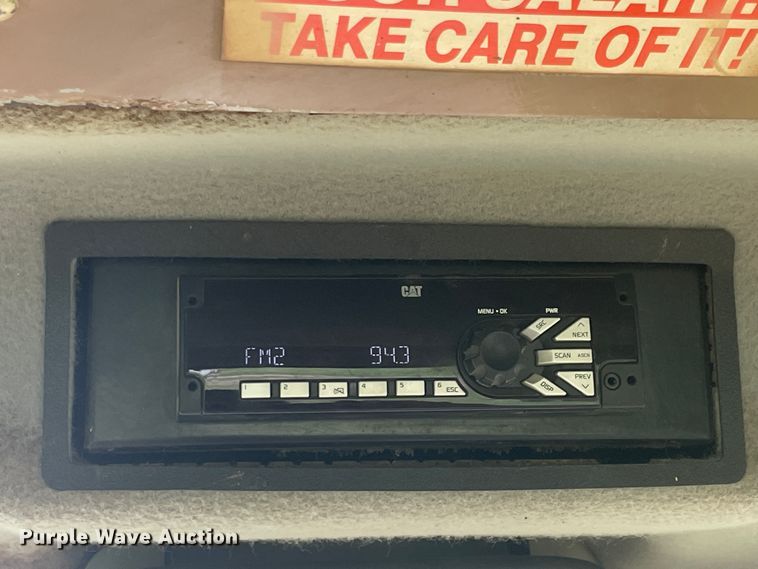 TAKE CARE OF IT!
CAT
MENU • OK PWR
SRC
NEXT
SCAN ASCN
PREV
DISP
FM2 94.3
1 2 3 4 5 6 ESC
Purple Wave Auction